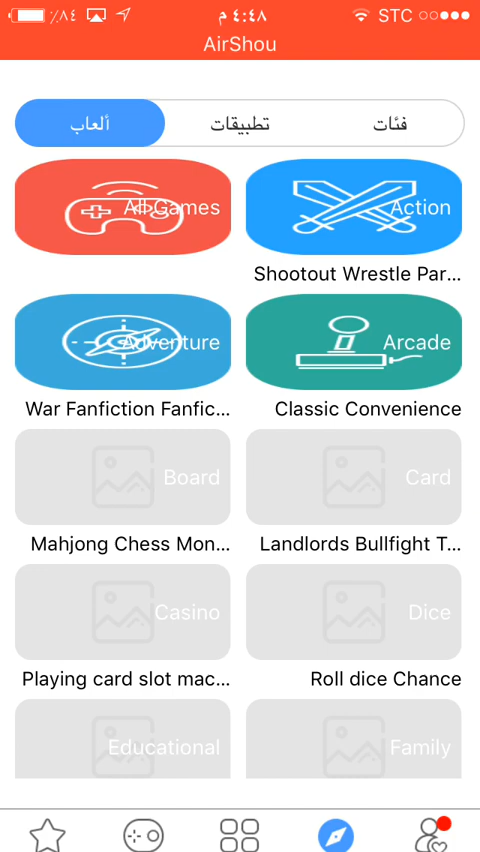 ٪٨٤ ٤:٤٨ م STC
AirShou
فئات تطبيقات ألعاب
All Games Action
Shootout Wrestle Par...
Adventure Arcade
War Fanfiction Fanfic... Classic Convenience
Board Card
Mahjong Chess Mon... Landlords Bullfight T...
Casino Dice
Playing card slot mac... Roll dice Chance
Educational Family